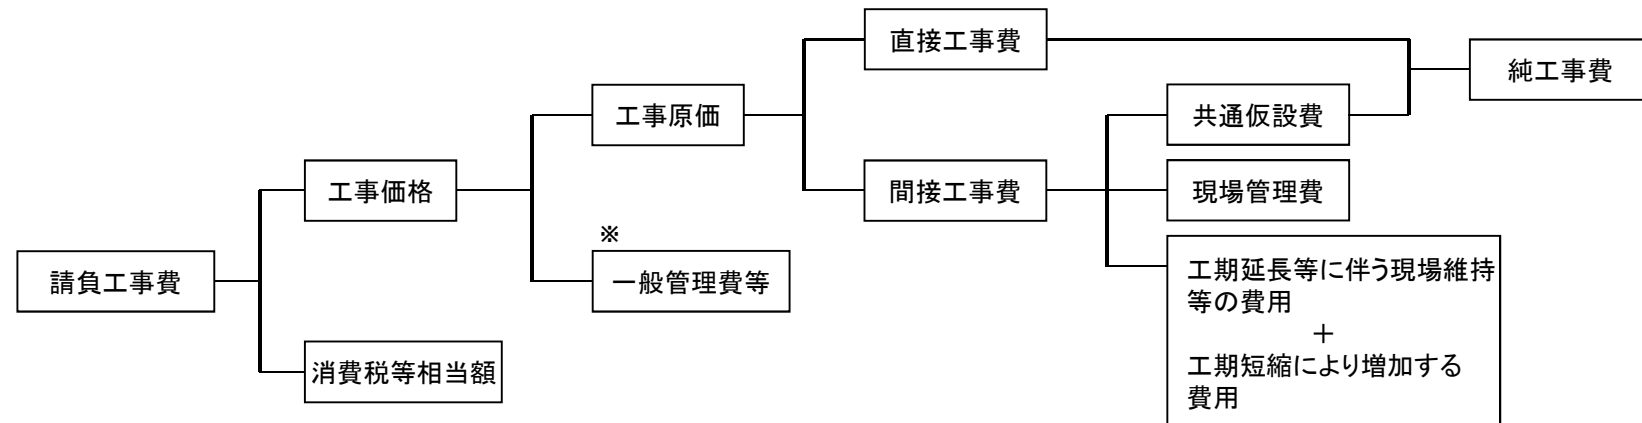 直接工事費
純工事費
工事原価
共通仮設費
工事価格
間接工事費
現場管理費
※
一般管理費等
請負工事費
工期延長等に伴う現場維持
等の費用
＋
工期短縮により増加する
費用
消費税等相当額